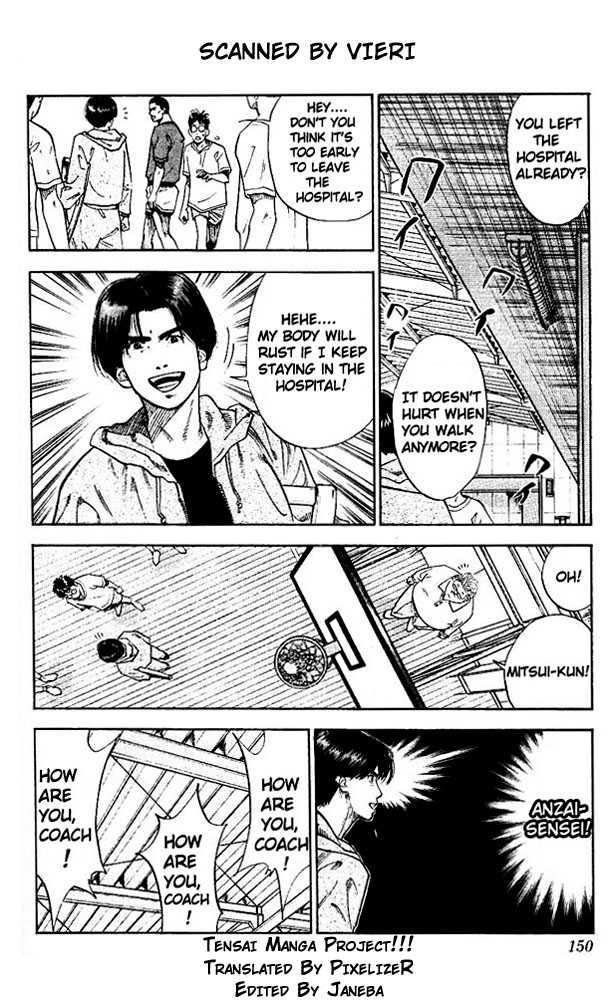 SCANNED BY VIERI
YOU LEFT
THE
HOSPITAL
ALREADY?
IT DOESN'T
HURT WHEN
YOU WALK
ANYMORE?
HEY....
DON'T YOU
THINK IT'S
TOO EARLY
TO LEAVE
THE
HOSPITAL?
HEHE....
MY BODY WILL
RUST IF I KEEP
STAYING IN THE
HOSPITAL!
OH!
MITSUI-KUN!
ANZAI-
SENSEI!
HOW
ARE
YOU,
COACH
!
HOW
ARE
YOU,
COACH
!
HOW
ARE
YOU,
COACH
!
150
TENSAI MANGA PROJECT!!!
TRANSLATED BY PIXELIZER
EDITED BY JANEBA